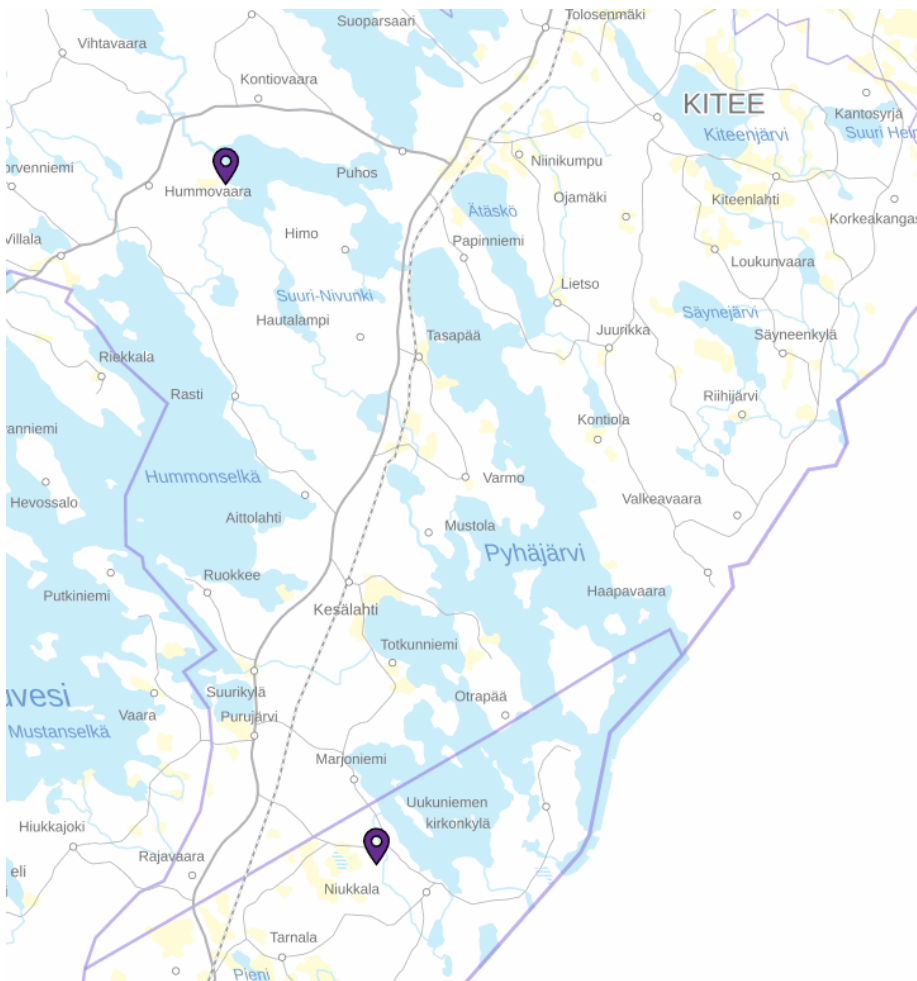 Suoparsaari
Tolosenmäki
Vihtavaara
Kontiovaara
KITEE
Kantosyrjä
Kiteenjärvi
Suuri Hein
orvenniemi
Puhos
Niinikumpu
Hummovaara
Ojamäki
Kiteenlahti
Ätäskö
Korkeakangas
Villala
Himo
Papinniemi
Loukunvaara
Suuri-Nivunki
Lietso
Säynejärvi
Hautalampi
Tasapää
Juurikka
Säyneenkylä
Riekkala
Rasti
Riihijärvi
Kontiola
ranniemi
Hummonselkä
Varmo
Hevossalo
Valkeavaara
Aittolahti
Mustola
Pyhäjärvi
Ruokkee
Putkiniemi
Haapavaara
Kesälahti
Totkunniemi
uvesi
Suurikylä
Otrapää
Vaara
Purujärvi
Mustanselkä
Marjoniemi
Uukuniemen
kirkonkylä
Hiukkajoki
Rajavaara
eli
Niukkala
Tarnala
Pieni